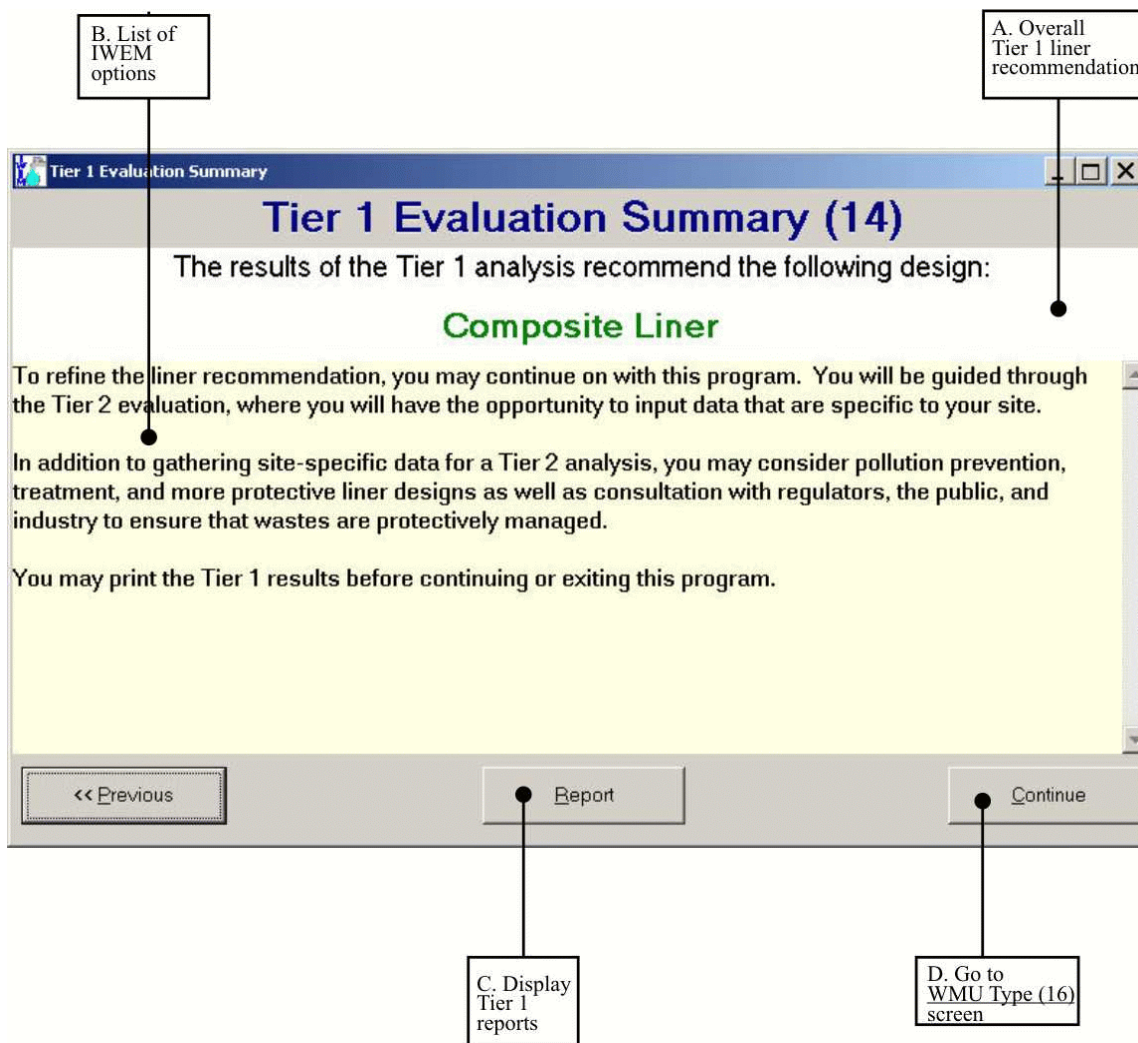 B. List of
IWEM
options
A. Overall
Tier 1 liner
recommendation
Tier 1 Evaluation Summary
Tier 1 Evaluation Summary (14)
The results of the Tier 1 analysis recommend the following design:
Composite Liner
To refine the liner recommendation, you may continue on with this program. You will be guided through
the Tier 2 evaluation, where you will have the opportunity to input data that are specific to your site.
In addition to gathering site-specific data for a Tier 2 analysis, you may consider pollution prevention,
treatment, and more protective liner designs as well as consultation with regulators, the public, and
industry to ensure that wastes are protectively managed.
You may print the Tier 1 results before continuing or exiting this program.
<< Previous
Report
Continue
C. Display
Tier 1
reports
D. Go to
WMU Type (16)
screen